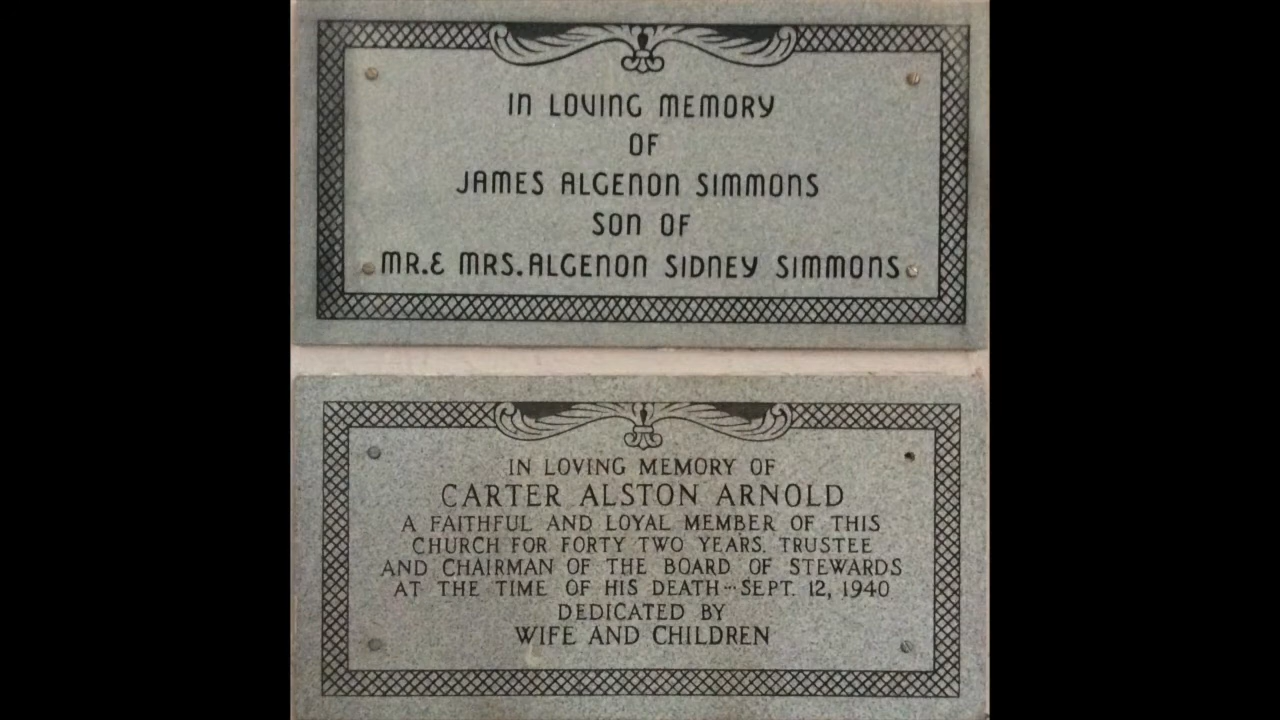 IN LOVING MEMORY
OF
JAMES ALGENON SIMMONS
SON OF
MR. & MRS. ALGENON SIDNEY SIMMONS
IN LOVING MEMORY OF
CARTER ALSTON ARNOLD
A FAITHFUL AND LOYAL MEMBER OF THIS
CHURCH FOR FORTY TWO YEARS. TRUSTEE
AND CHAIRMAN OF THE BOARD OF STEWARDS
AT THE TIME OF HIS DEATH---SEPT. 12, 1940
DEDICATED BY
WIFE AND CHILDREN